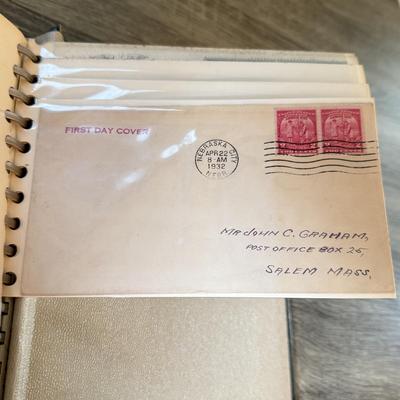 FIRST DAY COVER
NEBRASKA CITY
APR 22
8 AM
1932
NEBR.
MR JOHN C. GRAHAM,
POST OFFICE BOX 25,
SALEM MASS.